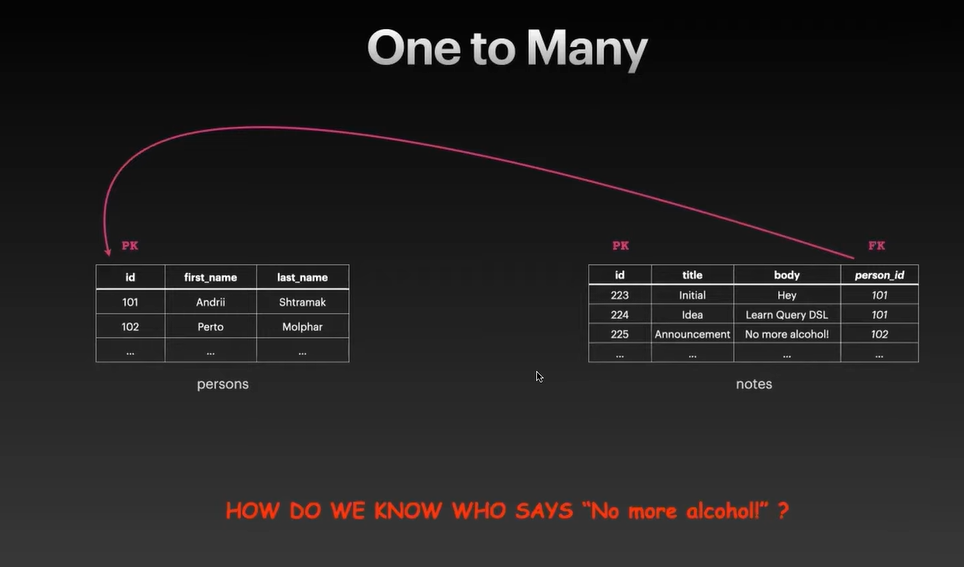 One to Many
PK PK FK
id first_name last_name
101 Andrii Shtramak
102 Perto Molphar
... ... ...
persons
id title body person_id
223 Initial Hey 101
224 Idea Learn Query DSL 101
225 Announcement No more alcohol! 102
... ... ... ...
notes
HOW DO WE KNOW WHO SAYS “No more alcohol!” ?